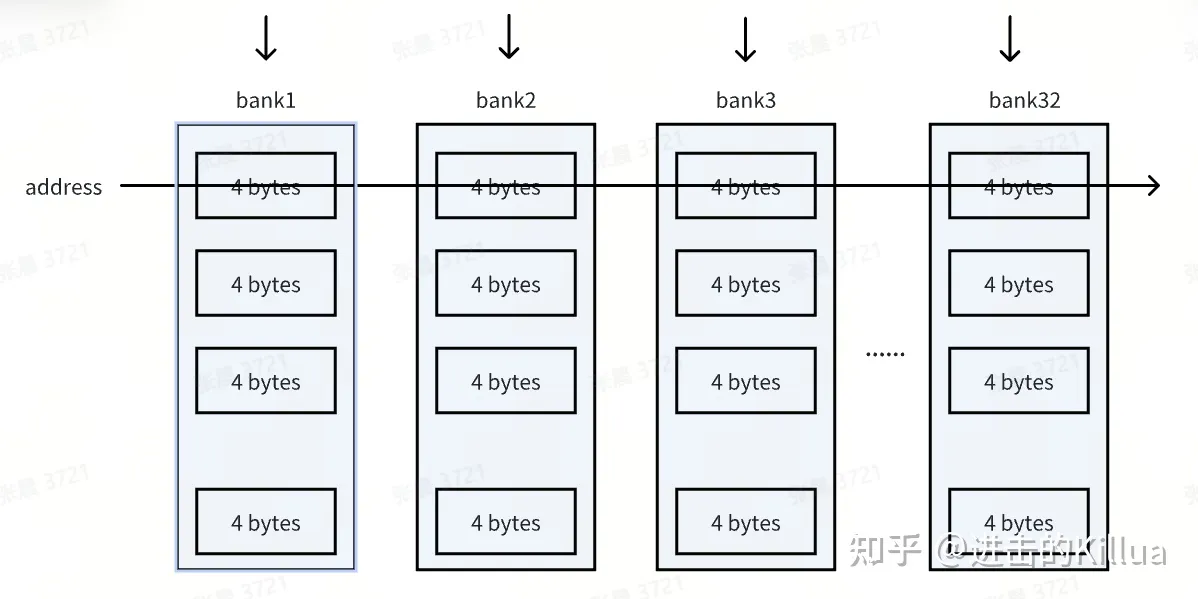 bank1 bank2 bank3 bank32
address 4 bytes 4 bytes 4 bytes 4 bytes
4 bytes 4 bytes 4 bytes 4 bytes
......
4 bytes 4 bytes 4 bytes 4 bytes
4 bytes 4 bytes 4 bytes 4 bytes
知乎 @进击的Killua
张晨 3721